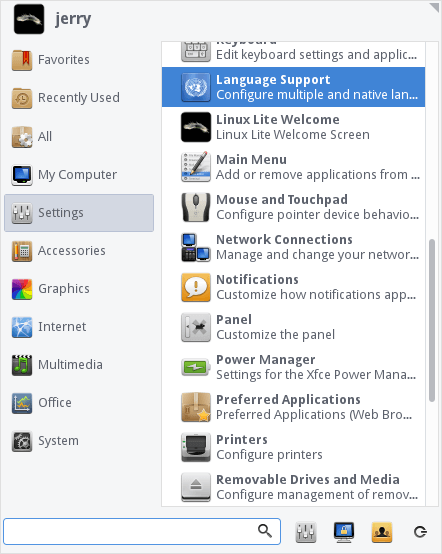 jerry
Favorites
Recently Used
All
My Computer
Settings
Accessories
Graphics
Internet
Multimedia
Office
System
Keyboard
Edit keyboard settings and applic...
Language Support
Configure multiple and native lan...
Linux Lite Welcome
Linux Lite Welcome Screen
Main Menu
Add or remove applications from ...
Mouse and Touchpad
Configure pointer device behavio...
Network Connections
Manage and change your networ...
Notifications
Customize how notifications app...
Panel
Customize the panel
Power Manager
Settings for the Xfce Power Mana...
Preferred Applications
Preferred Applications (Web Bro...
Printers
Configure printers
Removable Drives and Media
Configure management of remov...